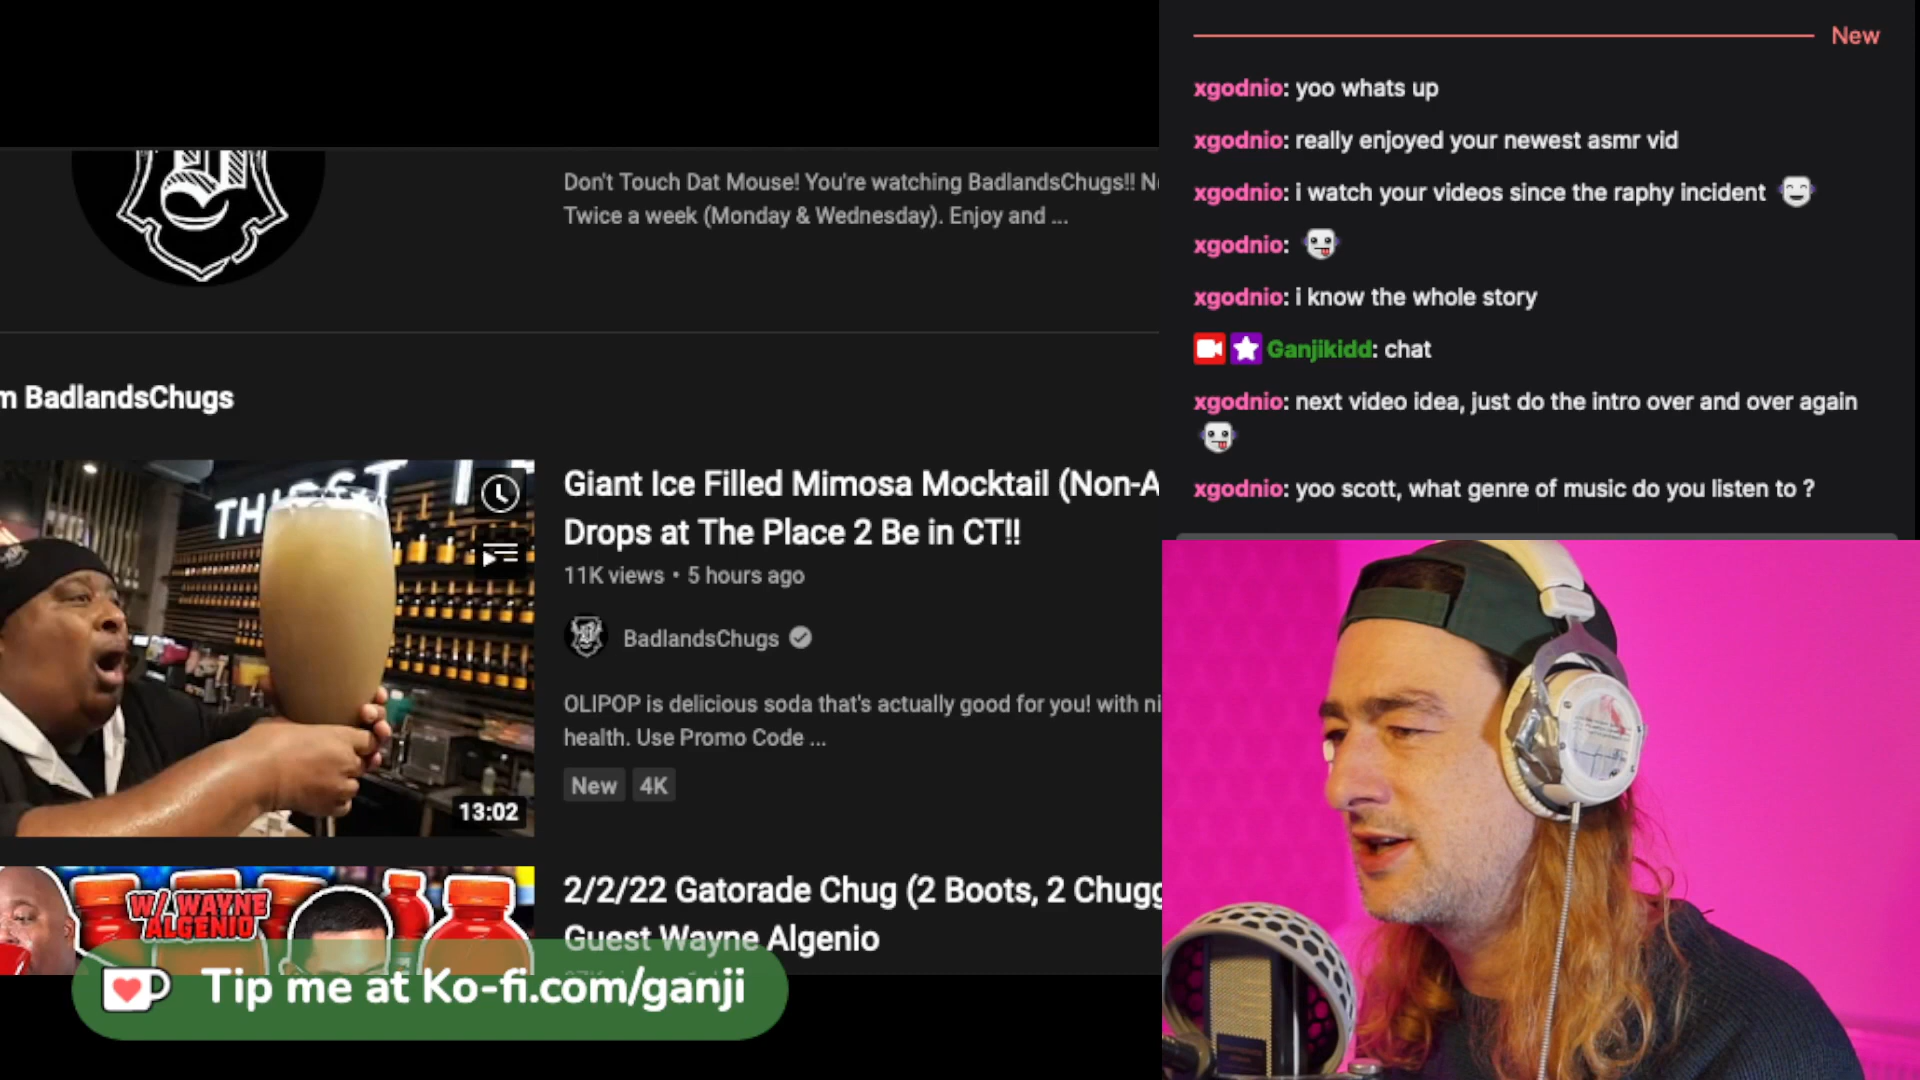 Don't Touch Dat Mouse! You're watching BadlandsChugs!! N
Twice a week (Monday & Wednesday). Enjoy and ...
m BadlandsChugs
THIRST
13:02
Giant Ice Filled Mimosa Mocktail (Non-A
Drops at The Place 2 Be in CT!!
11K views • 5 hours ago
BadlandsChugs
OLIPOP is delicious soda that's actually good for you! with ni
health. Use Promo Code ...
New 4K
W/ WAYNE
ALGENIO
2/2/22 Gatorade Chug (2 Boots, 2 Chugg
Guest Wayne Algenio
Tip me at Ko-fi.com/ganji
New
xgodnio: yoo whats up
xgodnio: really enjoyed your newest asmr vid
xgodnio: i watch your videos since the raphy incident
xgodnio:
xgodnio: i know the whole story
Ganjikidd: chat
xgodnio: next video idea, just do the intro over and over again
xgodnio: yoo scott, what genre of music do you listen to ?